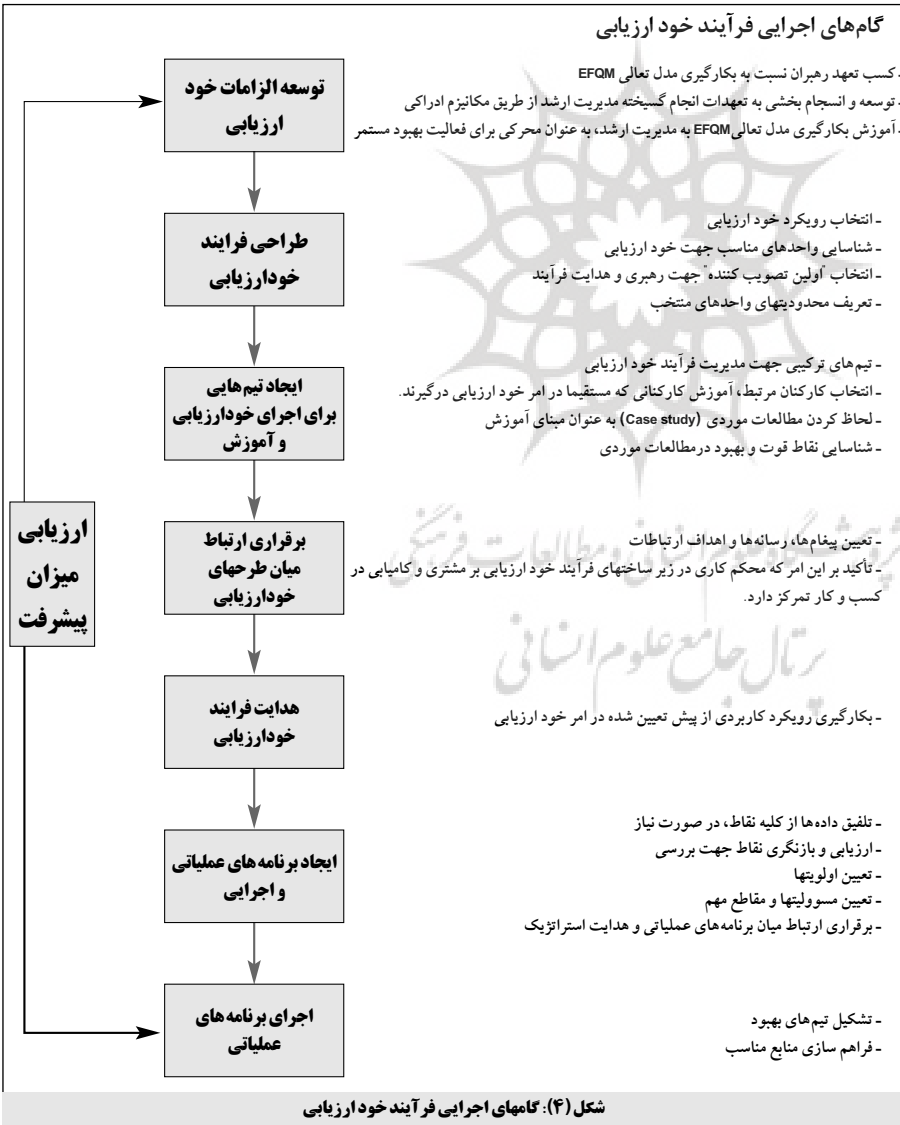 گام‌های اجرایی فرآیند خود ارزیابی
توسعه الزامات خود
ارزیابی
- کسب تعهد رهبران نسبت به بکارگیری مدل تعالی EFQM
- توسعه و انسجام بخشی به تعهدات انجام گسیخته مدیریت ارشد از طریق مکانیزم ادراکی
- آموزش بکارگیری مدل تعالی EFQM به مدیریت ارشد، به عنوان محرکی برای فعالیت بهبود مستمر
طراحی فرایند
خودارزیابی
- انتخاب رویکرد خود ارزیابی
- شناسایی واحدهای مناسب جهت خود ارزیابی
- انتخاب "اولین تصویب کننده" جهت رهبری و هدایت فرآیند
- تعریف محدودیتهای واحدهای منتخب
ایجاد تیم‌هایی
برای اجرای خودارزیابی
و آموزش
- تیم‌های ترکیبی جهت مدیریت فرآیند خود ارزیابی
- انتخاب کارکنان مرتبط، آموزش کارکنانی که مستقیما در امر خود ارزیابی درگیرند.
- لحاظ کردن مطالعات موردی (Case study) به عنوان مبنای آموزش
- شناسایی نقاط قوت و بهبود درمطالعات موردی
ارزیابی
میزان
پیشرفت
برقراری ارتباط
میان طرحهای
خودارزیابی
- تعیین پیغام‌ها، رسانه‌ها و اهداف ارتباطات
- تأکید بر این امر که محکم کاری در زیر ساختهای فرآیند خود ارزیابی بر مشتری و کامیابی در
کسب و کار تمرکز دارد.
پژوهشگاه علوم انسانی و مطالعات فرهنگی
پرتال جامع علوم انسانی
هدایت فرایند
خودارزیابی
- بکارگیری رویکرد کاربردی از پیش تعیین شده در امر خود ارزیابی
ایجاد برنامه های عملیاتی
و اجرایی
- تلفیق داده‌ها از کلیه نقاط، در صورت نیاز
- ارزیابی و بازنگری نقاط جهت بررسی
- تعیین اولویتها
- تعیین مسوولیتها و مقاطع مهم
- برقراری ارتباط میان برنامه‌های عملیاتی و هدایت استراتژیک
اجرای برنامه های
عملیاتی
- تشکیل تیم‌های بهبود
- فراهم سازی منابع مناسب
شکل (۴): گامهای اجرایی فرآیند خود ارزیابی